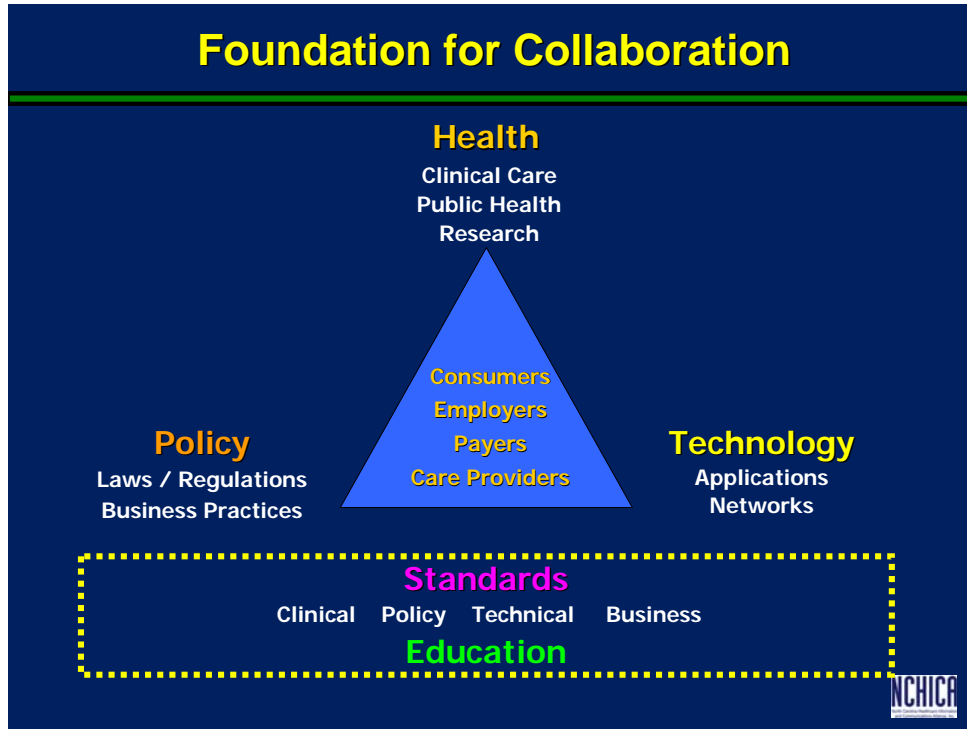 Foundation for Collaboration
Health
Clinical Care
Public Health
Research
Consumers
Employers
Payers
Care Providers
Policy
Laws / Regulations
Business Practices
Technology
Applications
Networks
Standards
Clinical Policy Technical Business
Education
NCHICA